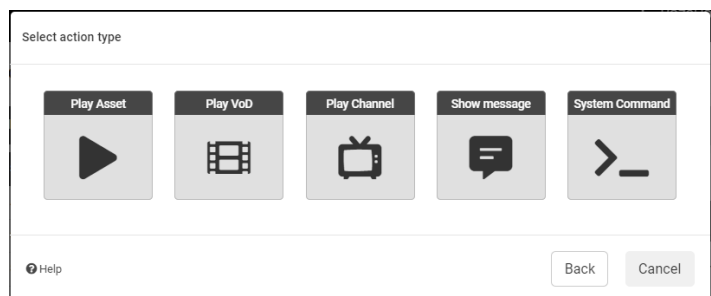 Select action type
Play Asset
Play VoD
Play Channel
Show message
System Command
Help
Back
Cancel